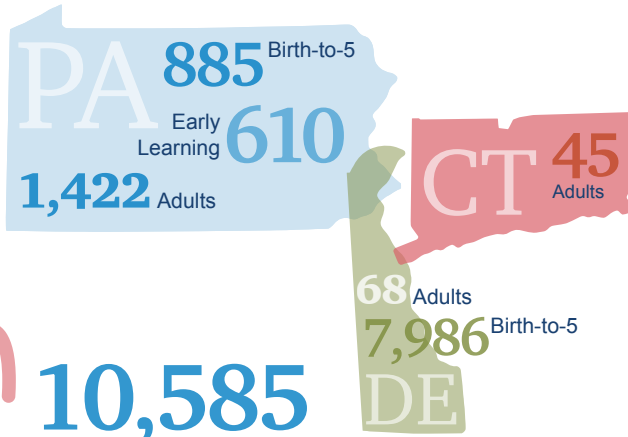 PA
885 Birth-to-5
Early
Learning 610
1,422 Adults
CT
45
Adults
68 Adults
7,986 Birth-to-5
DE
10,585